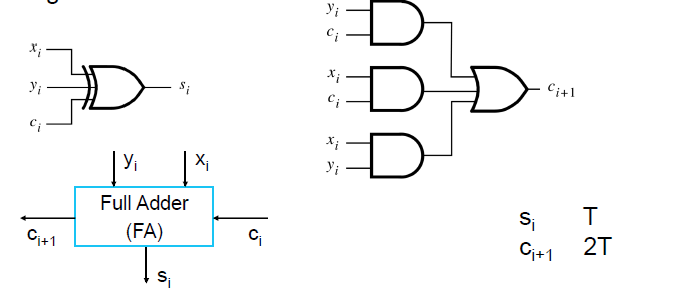 x_i
y_i
c_i
s_i
y_i
c_i
x_i
c_i
x_i
y_i
c_{i+1}
y_i x_i
Full Adder
(FA)
c_{i+1}
c_i
s_i
s_i T
c_{i+1} 2T